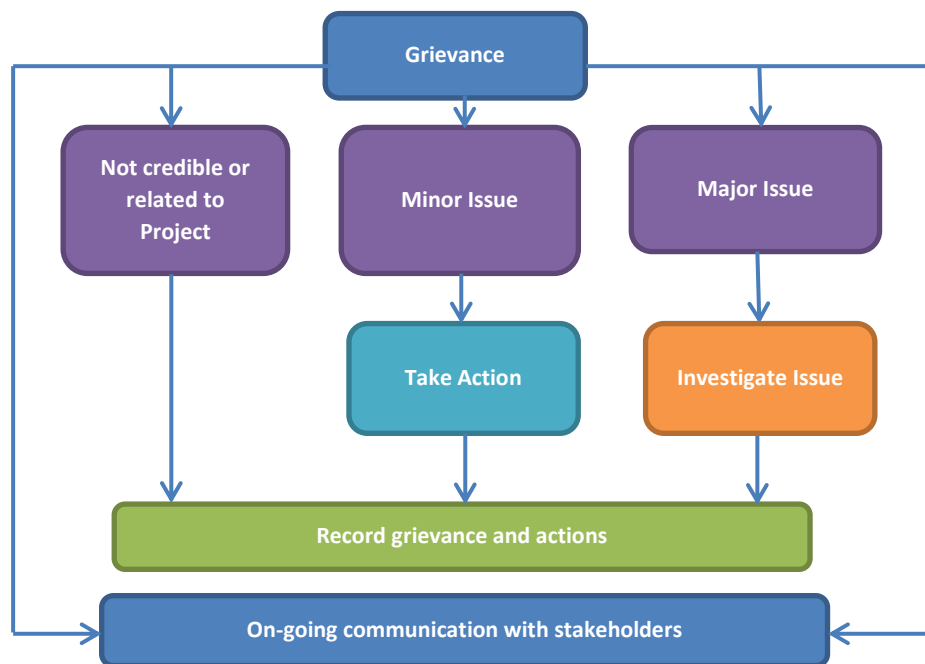 Grievance
Not credible or
related to
Project
Minor Issue
Major Issue
Take Action
Investigate Issue
Record grievance and actions
On-going communication with stakeholders